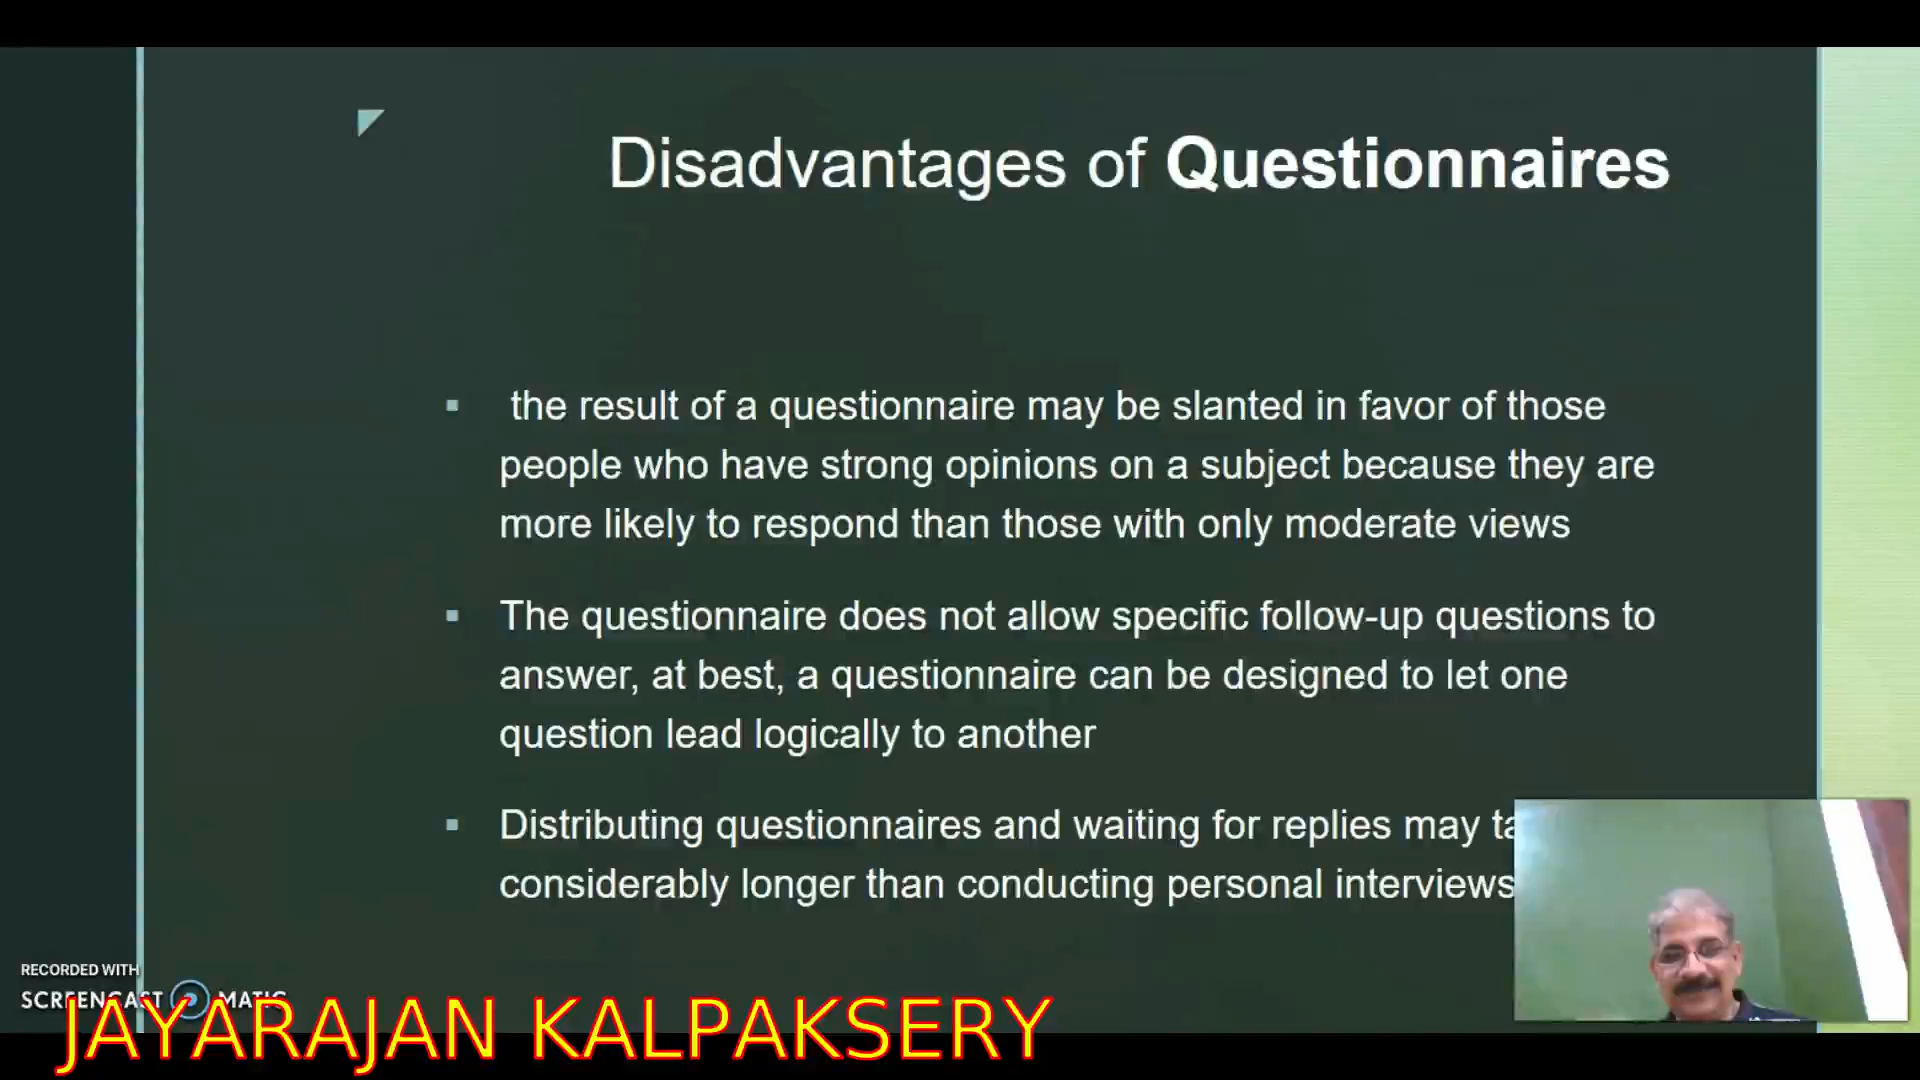 Disadvantages of Questionnaires
the result of a questionnaire may be slanted in favor of those
people who have strong opinions on a subject because they are
more likely to respond than those with only moderate views
The questionnaire does not allow specific follow-up questions to
answer, at best, a questionnaire can be designed to let one
question lead logically to another
Distributing questionnaires and waiting for replies may
considerably longer than conducting personal interviews
RECORDED WITH
SCREENCAST MATIC
JAYARAJAN KALPAKSERY